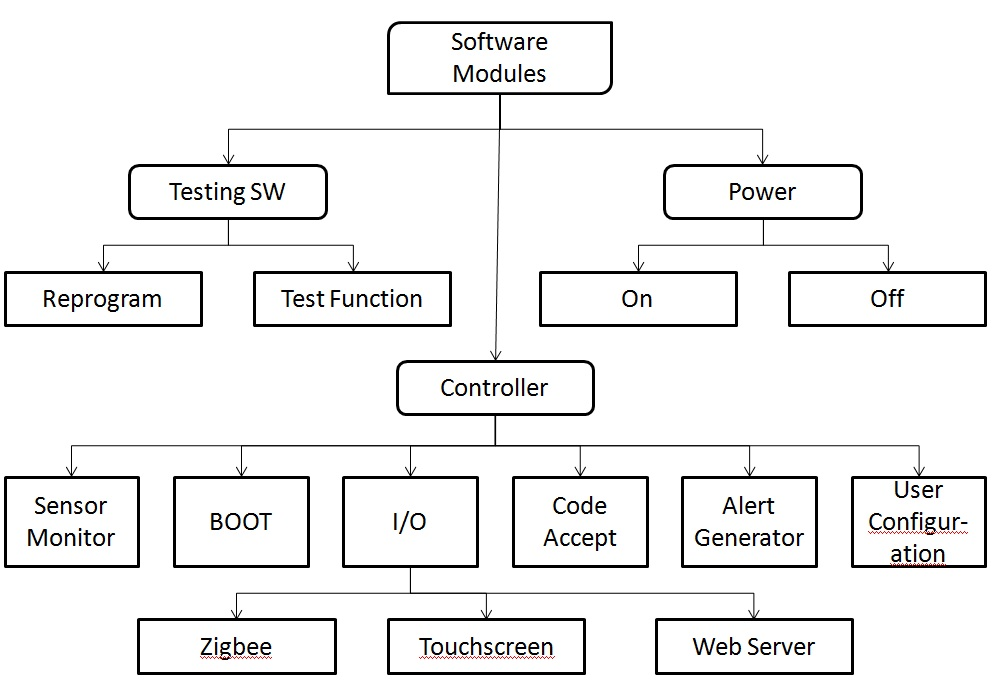 Software
Modules
Testing SW
Power
Reprogram
Test Function
On
Off
Controller
Sensor
Monitor
BOOT
I/O
Code
Accept
Alert
Generator
User
Configur-
ation
Zigbee
Touchscreen
Web Server